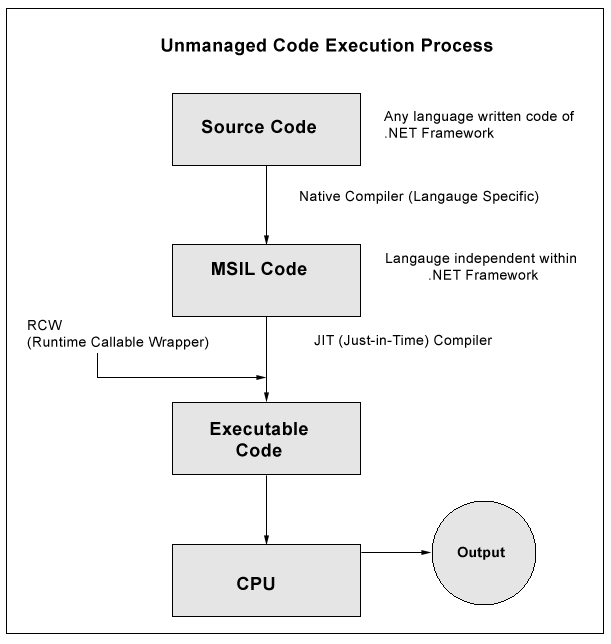 Unmanaged Code Execution Process
Source Code
Any language written code of
.NET Framework
Native Compiler (Langauge Specific)
MSIL Code
Langauge independent within
.NET Framework
RCW
(Runtime Callable Wrapper)
JIT (Just-in-Time) Compiler
Executable
Code
CPU
Output